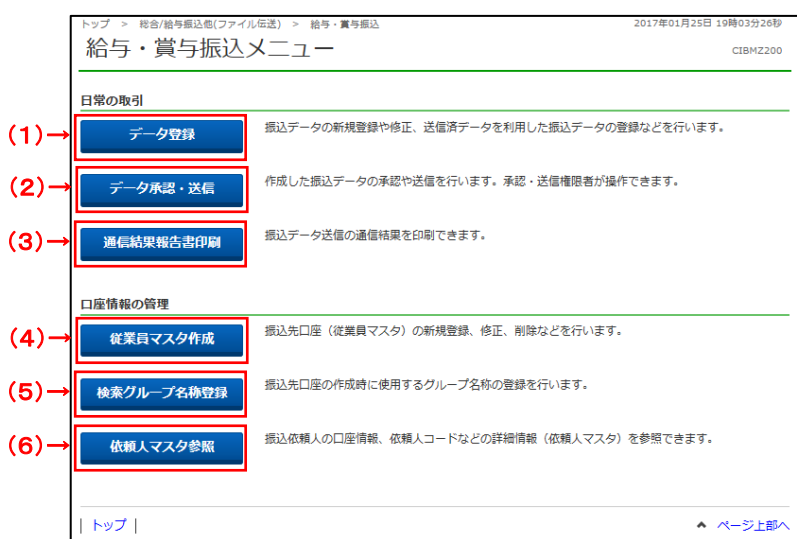 トップ > 総合/給与振込他(ファイル伝送) > 給与・賞与振込 2017年01月25日 19時03分26秒
給与・賞与振込メニュー CIBMZ200
日常の取引
(1)→ データ登録 振込データの新規登録や修正、送信済データを利用した振込データの登録などを行います。
(2)→ データ承認・送信 作成した振込データの承認や送信を行います。承認・送信権限者が操作できます。
(3)→ 通信結果報告書印刷 振込データ送信の通信結果を印刷できます。
口座情報の管理
(4)→ 従業員マスタ作成 振込先口座（従業員マスタ）の新規登録、修正、削除などを行います。
(5)→ 検索グループ名称登録 振込先口座の作成時に使用するグループ名称の登録を行います。
(6)→ 依頼人マスタ参照 振込依頼人の口座情報、依頼人コードなどの詳細情報（依頼人マスタ）を参照できます。
| トップ | ページ上部へ